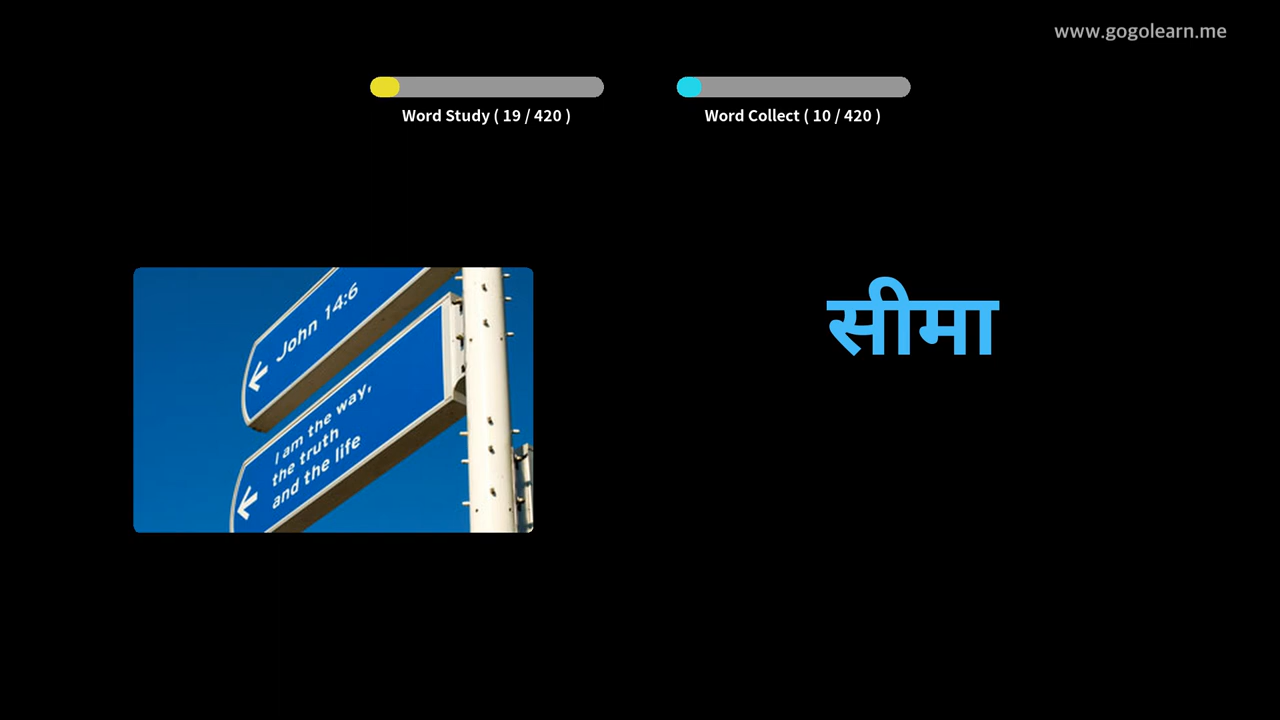 www.gogolearn.me
Word Study ( 19 / 420 )
Word Collect ( 10 / 420 )
John 14:6
I am the way,
the truth
and the life
सीमा